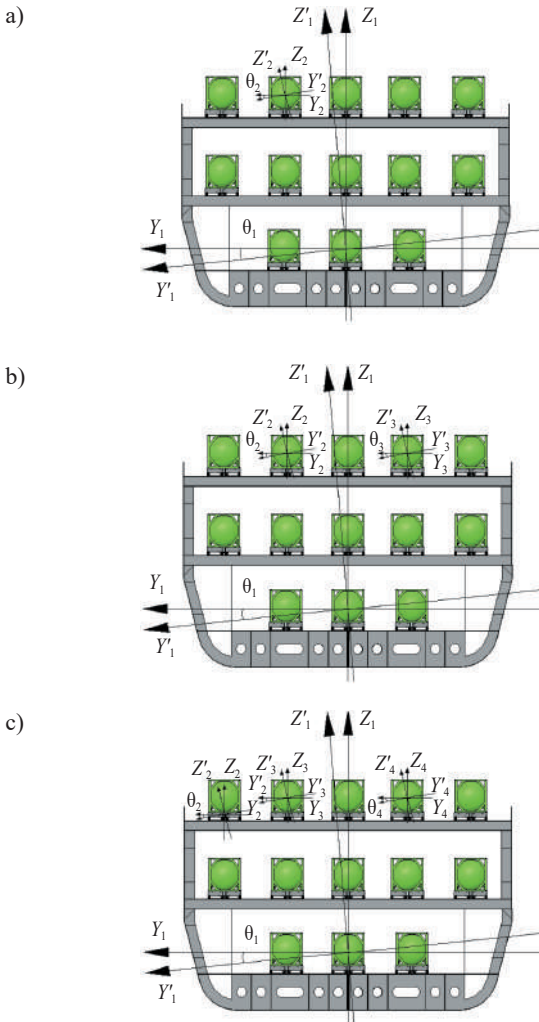 a)
Z′₁ Z₁
Z′₂ Z₂
θ₂ Y′₂
Y₂
Y₁ θ₁
Y′₁
b)
Z′₁ Z₁
Z′₂ Z₂ Z′₃ Z₃
θ₂ Y′₂ θ₃ Y′₃
Y₂ Y₃
Y₁ θ₁
Y′₁
c)
Z′₁ Z₁
Z′₂ Z₂ Z′₃ Z₃ Z′₄ Z₄
θ₂ Y′₂ Y′₃ Y′₄
Y₂ Y₃ θ₄ Y₄
Y₁ θ₁
Y′₁